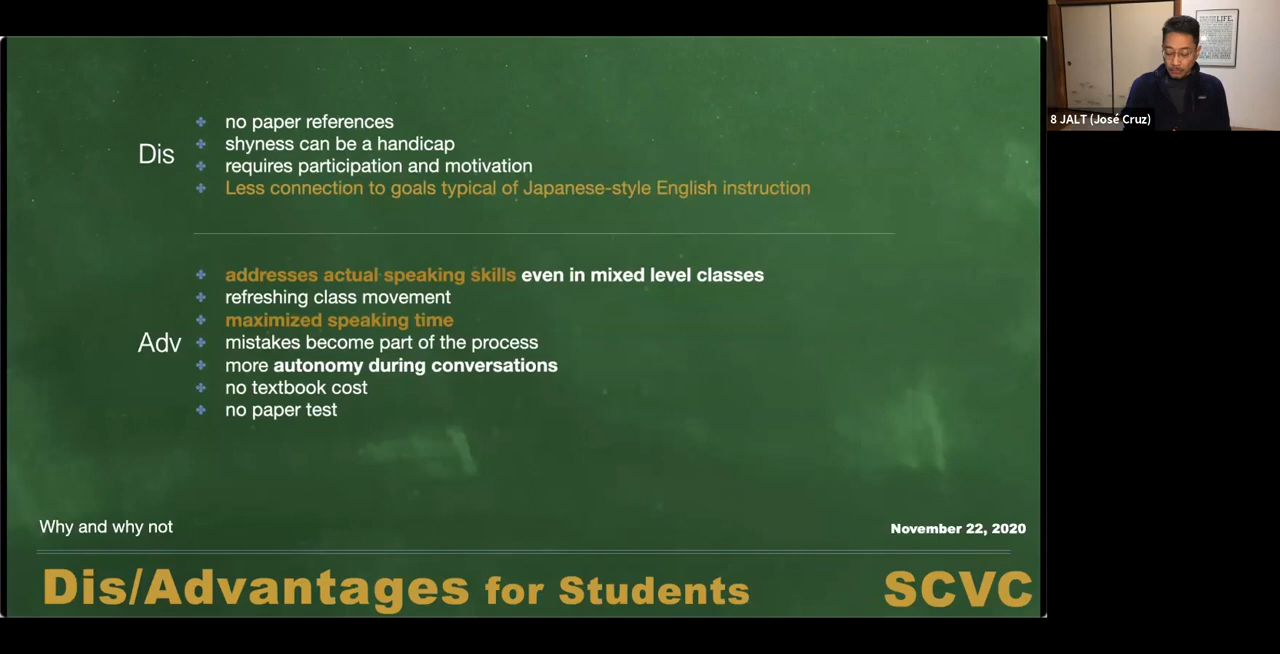 Dis
no paper references
shyness can be a handicap
requires participation and motivation
Less connection to goals typical of Japanese-style English instruction
Adv
addresses actual speaking skills even in mixed level classes
refreshing class movement
maximized speaking time
mistakes become part of the process
more autonomy during conversations
no textbook cost
no paper test
Why and why not
November 22, 2020
Dis/Advantages for Students
SCVC
LIFE.
8 JALT (José Cruz)